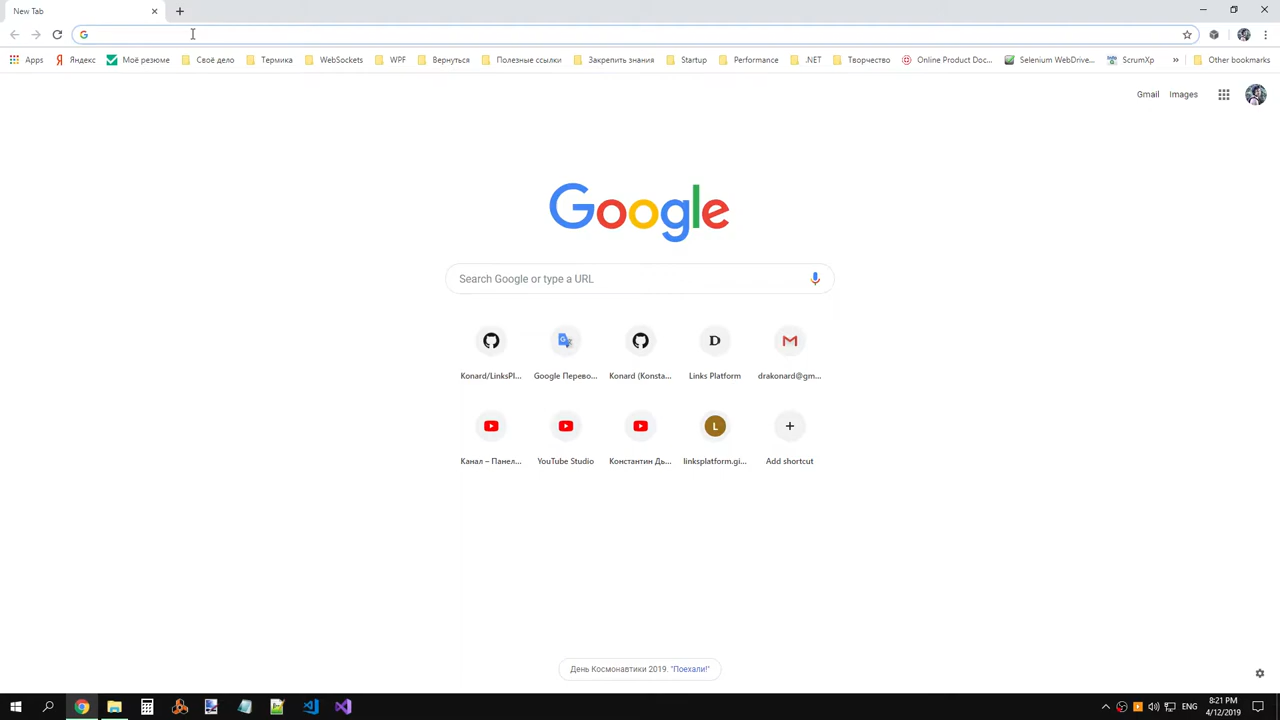 New Tab
Apps Яндекс Моё резюме Своё дело Термика WebSockets WPF Вернуться Полезные ссылки Закрепить знания Startup Performance .NET Творчество Online Product Doc... Selenium WebDrive... ScrumXp » Other bookmarks
Gmail Images
Google
Search Google or type a URL
Konard/LinksPl... Google Перево... Konard (Konsta... Links Platform drakonard@gm...
Канал – Панел... YouTube Studio Константин Дь... linksplatform.gi... Add shortcut
День Космонавтики 2019. "Поехали!"
ENG
8:21 PM
4/12/2019